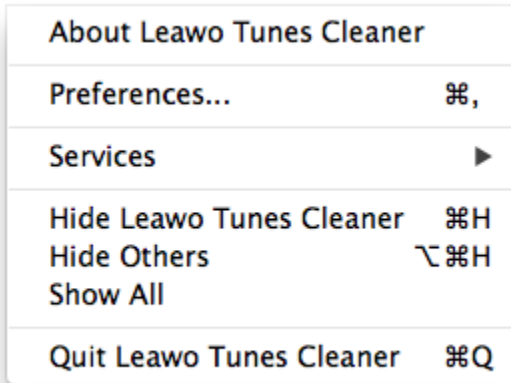 About Leawo Tunes Cleaner
Preferences... ⌘,
Services ▶
Hide Leawo Tunes Cleaner ⌘H
Hide Others ⌥⌘H
Show All
Quit Leawo Tunes Cleaner ⌘Q